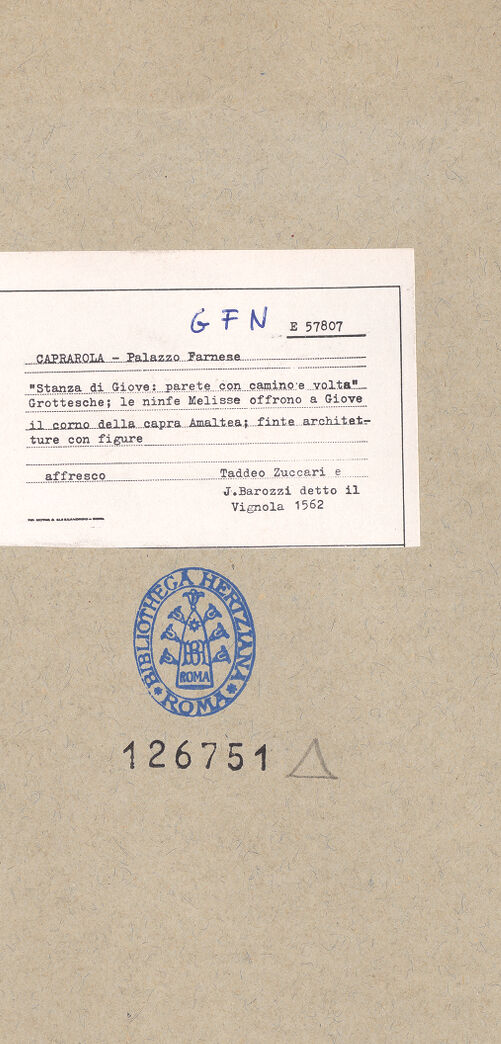 GFN E 57807
CAPRAROLA - Palazzo Farnese
"Stanza di Giove: parete con camino e volta"
Grottesche; le ninfe Melisse offrono a Giove
il corno della capra Amaltea; finte architet-
ture con figure
affresco Taddeo Zuccari e
J.Barozzi detto il
Vignola 1562
BIBLIOTHECA HERTZIANA
BH
ROMA
* ROMA *
126751